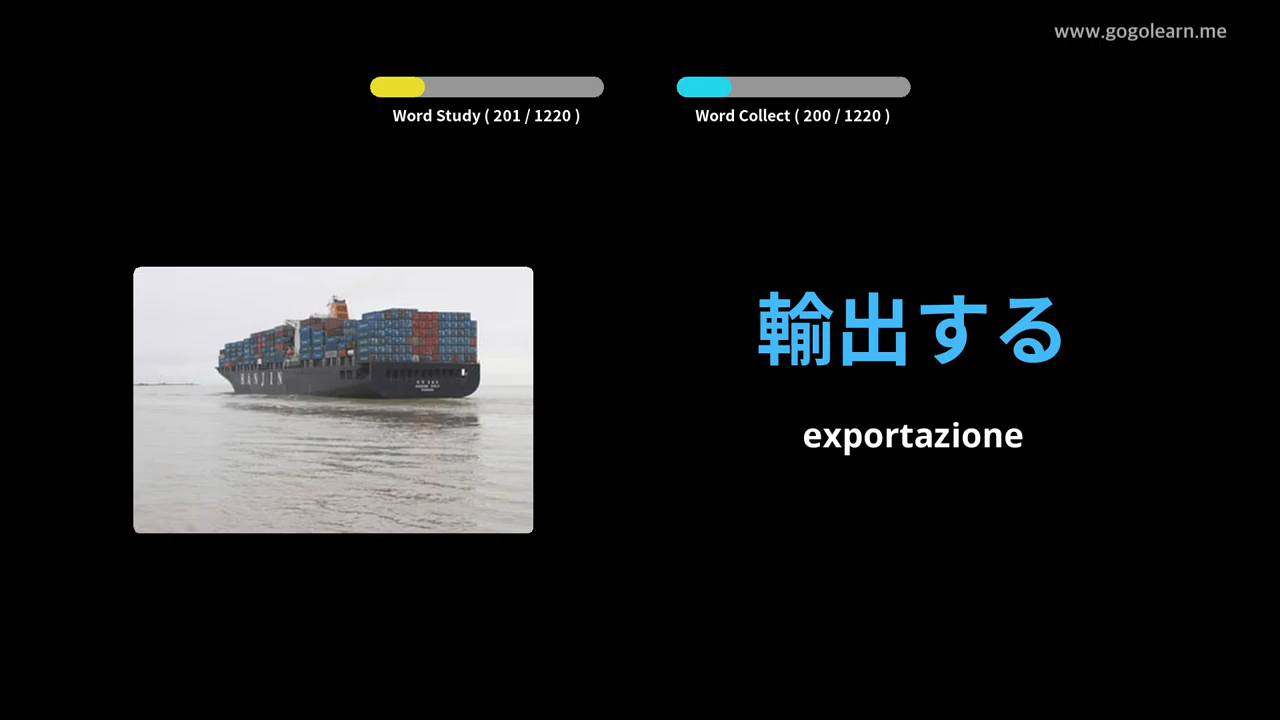 www.gogolearn.me
Word Study ( 201 / 1220 )
Word Collect ( 200 / 1220 )
HANJIN
輸出する
exportazione